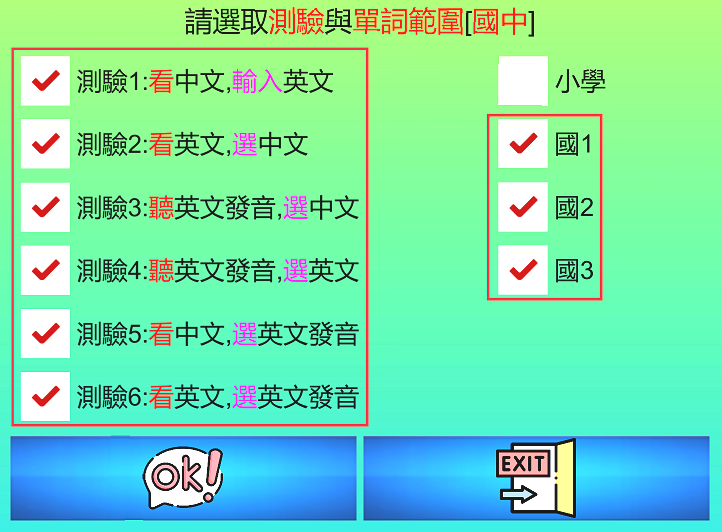 請選取測驗與單詞範圍[國中]
測驗1:看中文,輸入英文
測驗2:看英文,選中文
測驗3:聽英文發音,選中文
測驗4:聽英文發音,選英文
測驗5:看中文,選英文發音
測驗6:看英文,選英文發音
小學
國1
國2
國3
OK!
EXIT